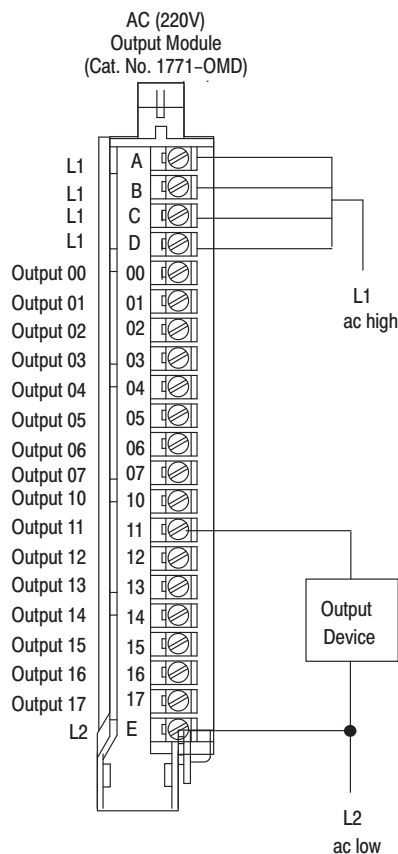 AC (220V)
Output Module
(Cat. No. 1771–OMD)
L1 A
L1 B
L1 C
L1 D
L1
ac high
Output 00 00
Output 01 01
Output 02 02
Output 03 03
Output 04 04
Output 05 05
Output 06 06
Output 07 07
Output 10 10
Output 11 11
Output 12 12
Output 13 13
Output 14 14
Output 15 15
Output 16 16
Output 17 17
L2 E
Output
Device
L2
ac low